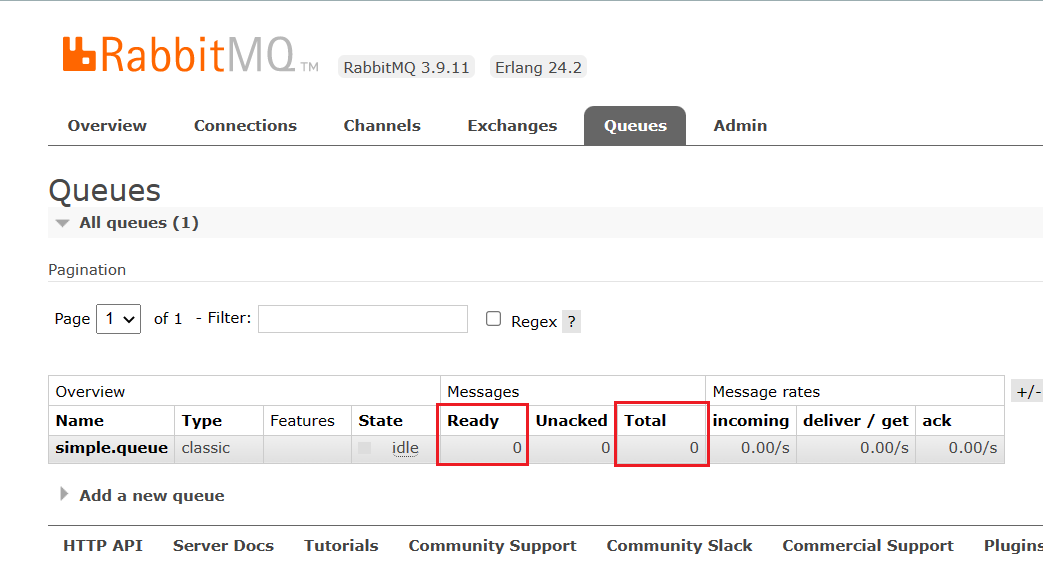 RabbitMQ TM RabbitMQ 3.9.11 Erlang 24.2
Overview Connections Channels Exchanges Queues Admin
Queues
All queues (1)
Pagination
Page 1 of 1 - Filter: Regex ?
Overview Messages Message rates +/-
Name Type Features State Ready Unacked Total incoming deliver / get ack
simple.queue classic idle 0 0 0 0.00/s 0.00/s 0.00/s
Add a new queue
HTTP API Server Docs Tutorials Community Support Community Slack Commercial Support Plugins